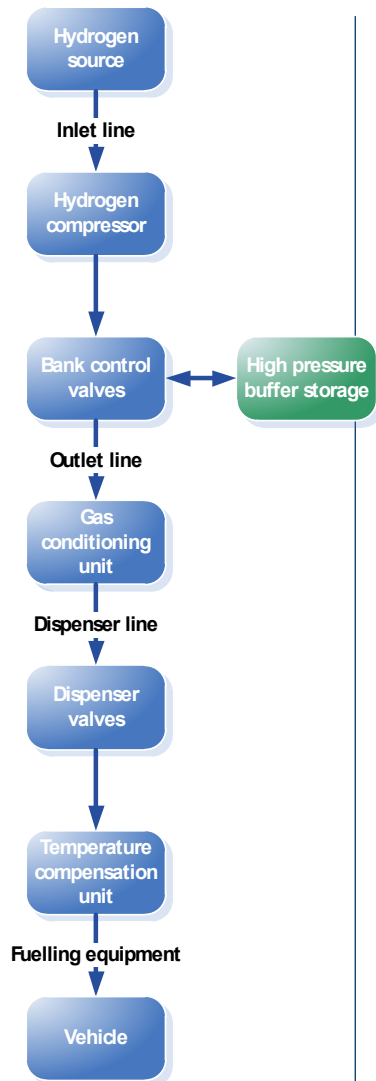 Hydrogen
source
Inlet line
Hydrogen
compressor
Bank control
valves
High pressure
buffer storage
Outlet line
Gas
conditioning
unit
Dispenser line
Dispenser
valves
Temperature
compensation
unit
Fuelling equipment
Vehicle